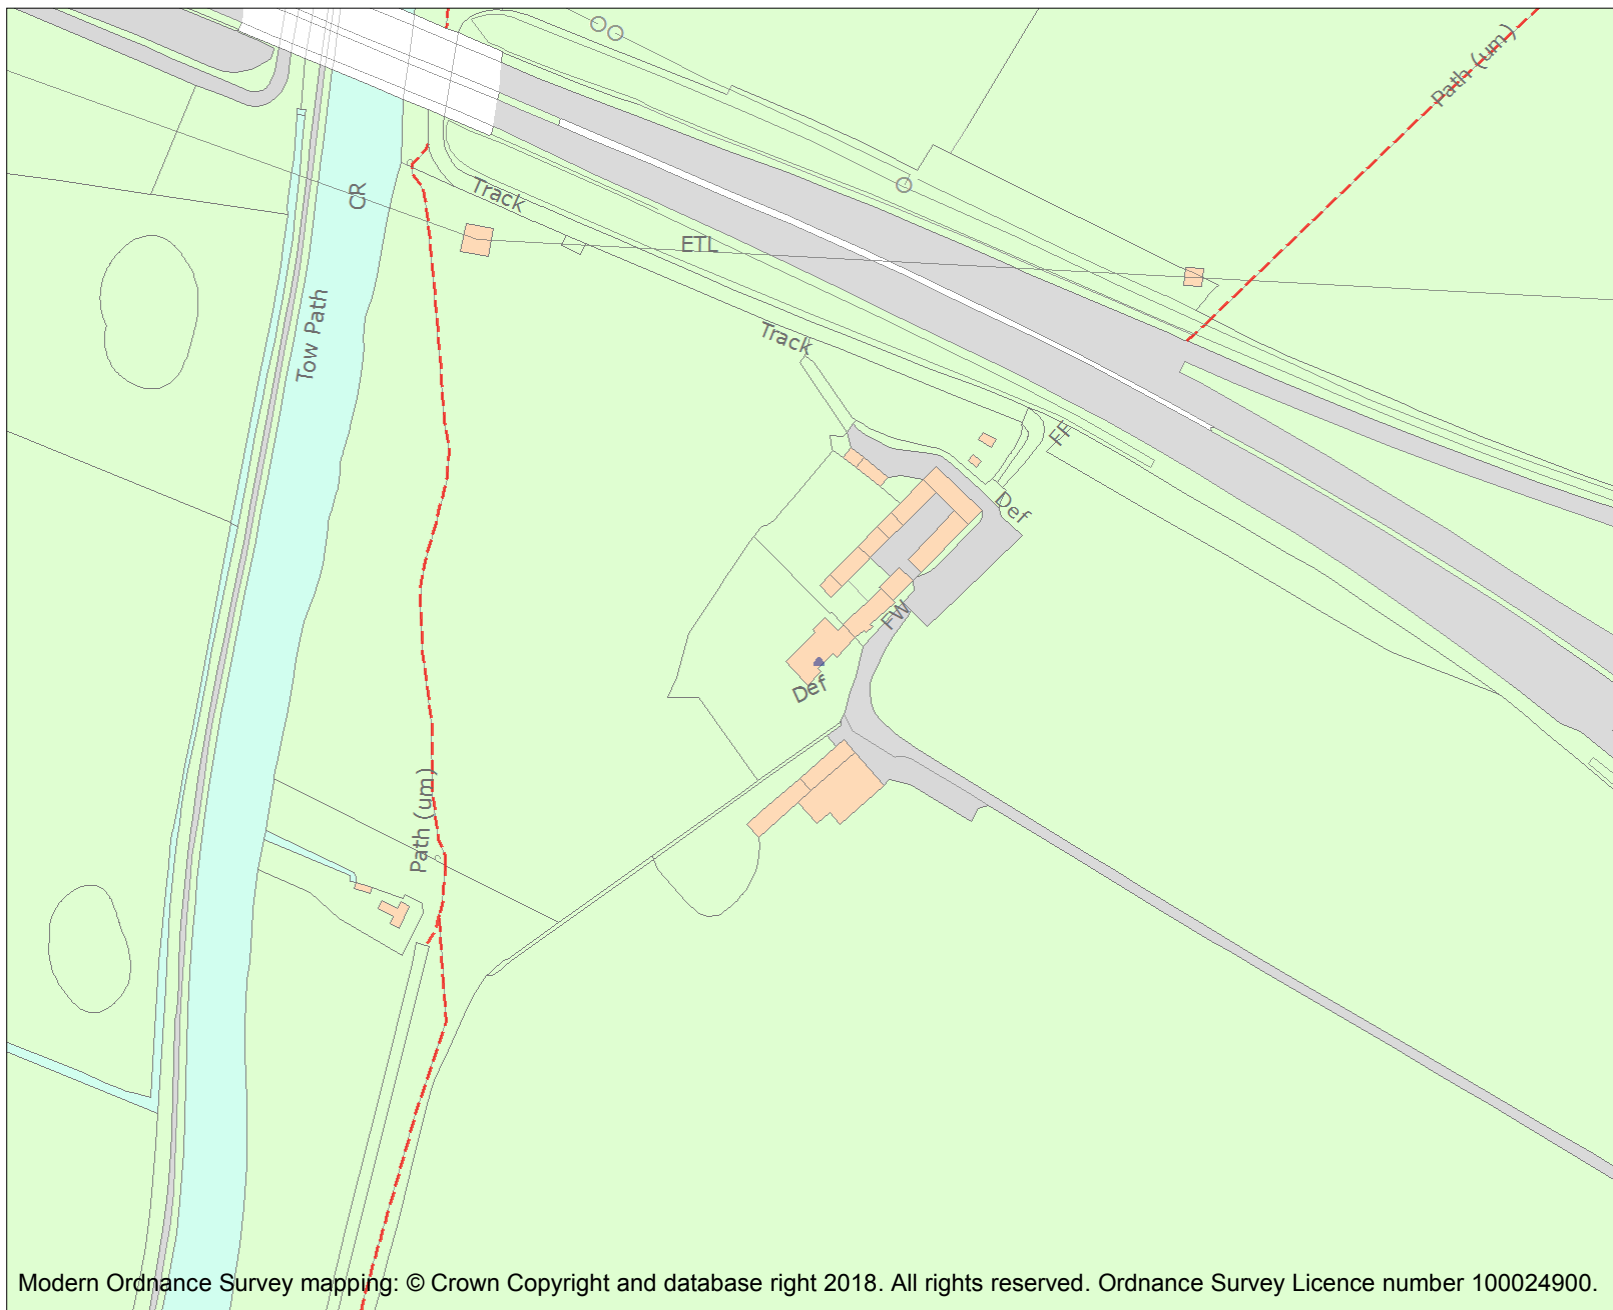 Path (um)
CR
Track
ETL
Tow Path
Track
FF
Def
FW
Def
Path (um)
Modern Ordnance Survey mapping: © Crown Copyright and database right 2018. All rights reserved. Ordnance Survey Licence number 100024900.